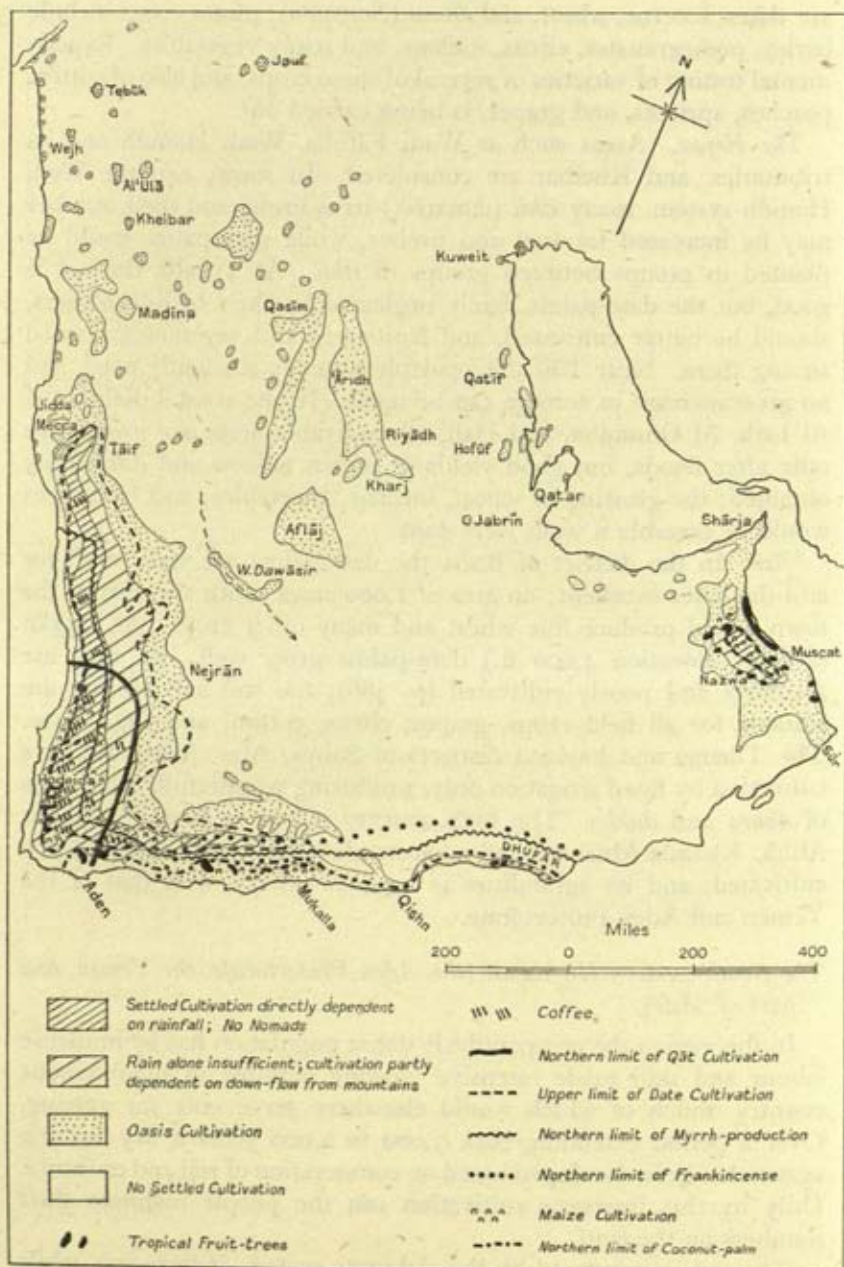 Jauf
N
Tebūk
Wejh
Al'Ulā
Kheibar
Kuweit
Madina
Qasīm
'Āridh
Qatīf
Jidda
Mecca
Riyādh
Hofūf
Tāif
Kharj
Qatar
Jabrīn
Shārja
Aflāj
W. Dawāsir
Muscat
Nazwa
Nejrān
Sūr
DHUFAR
Aden
Mukalla
Qishn
Miles
200 0 200 400
Settled Cultivation directly dependent
on rainfall; No Nomads
Rain alone insufficient; cultivation partly
dependent on down-flow from mountains
Oasis Cultivation
No Settled Cultivation
Tropical Fruit-trees
Coffee
Northern limit of Qāt Cultivation
Upper limit of Date Cultivation
Northern limit of Myrrh-production
Northern limit of Frankincense
Maize Cultivation
Northern limit of Coconut-palm